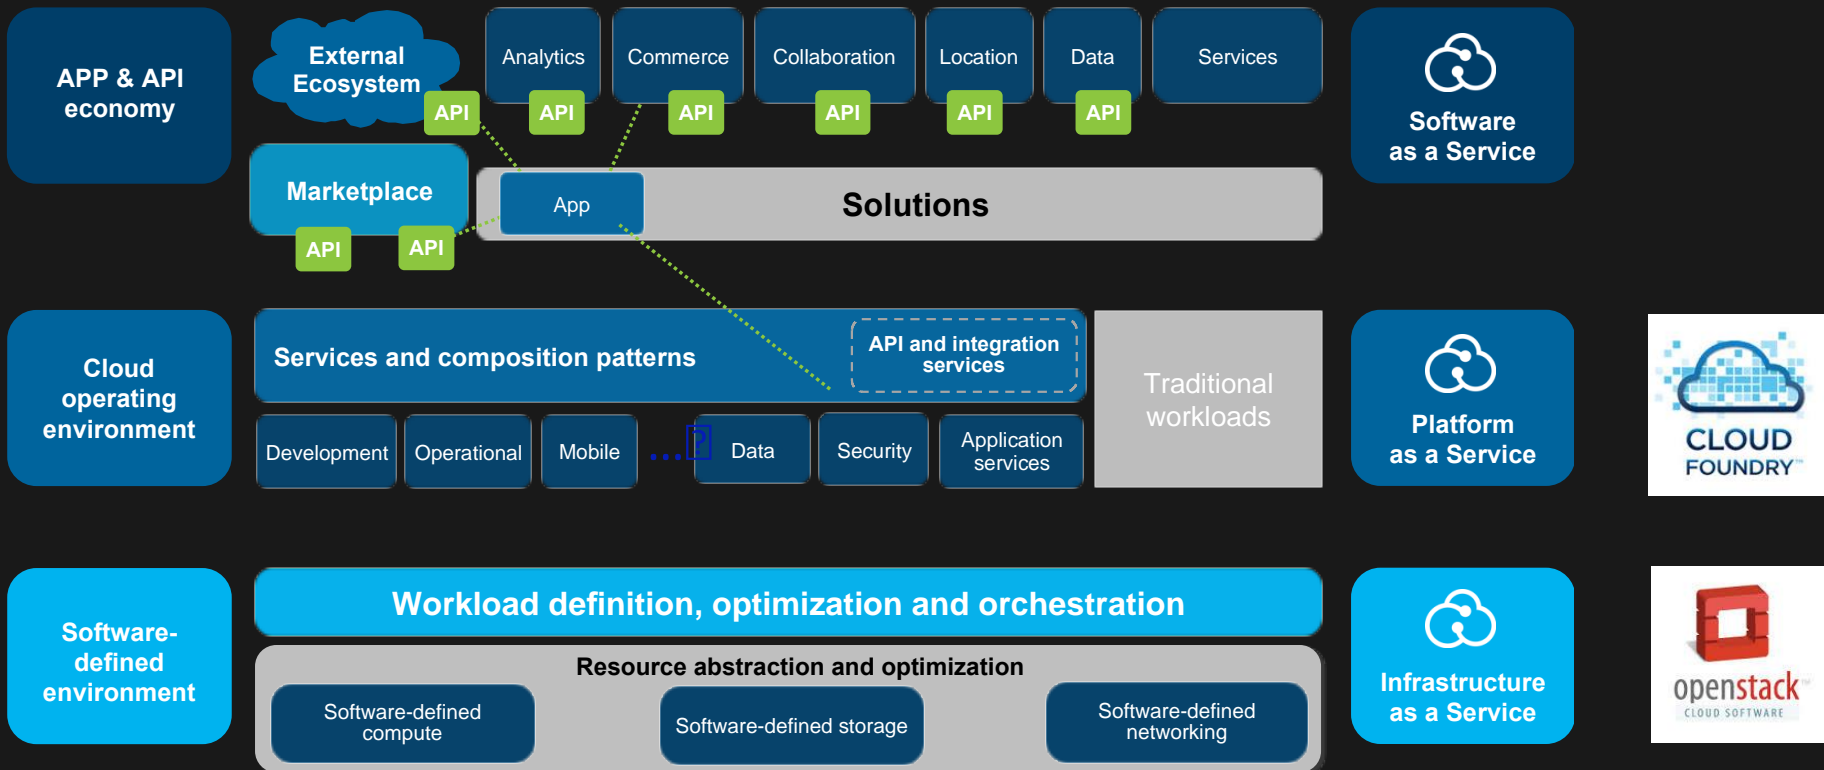 APP & API
economy
External
Ecosystem
API
Analytics
API
Commerce
API
Collaboration
API
Location
API
Data
API
Services
Software
as a Service
Marketplace
API
API
App
Solutions
Cloud
operating
environment
Services and composition patterns
API and integration
services
Development
Operational
Mobile
...
Data
Security
Application
services
Traditional
workloads
Platform
as a Service
CLOUD
FOUNDRY™
Software-
defined
environment
Workload definition, optimization and orchestration
Resource abstraction and optimization
Software-defined
compute
Software-defined storage
Software-defined
networking
Infrastructure
as a Service
openstack™
CLOUD SOFTWARE